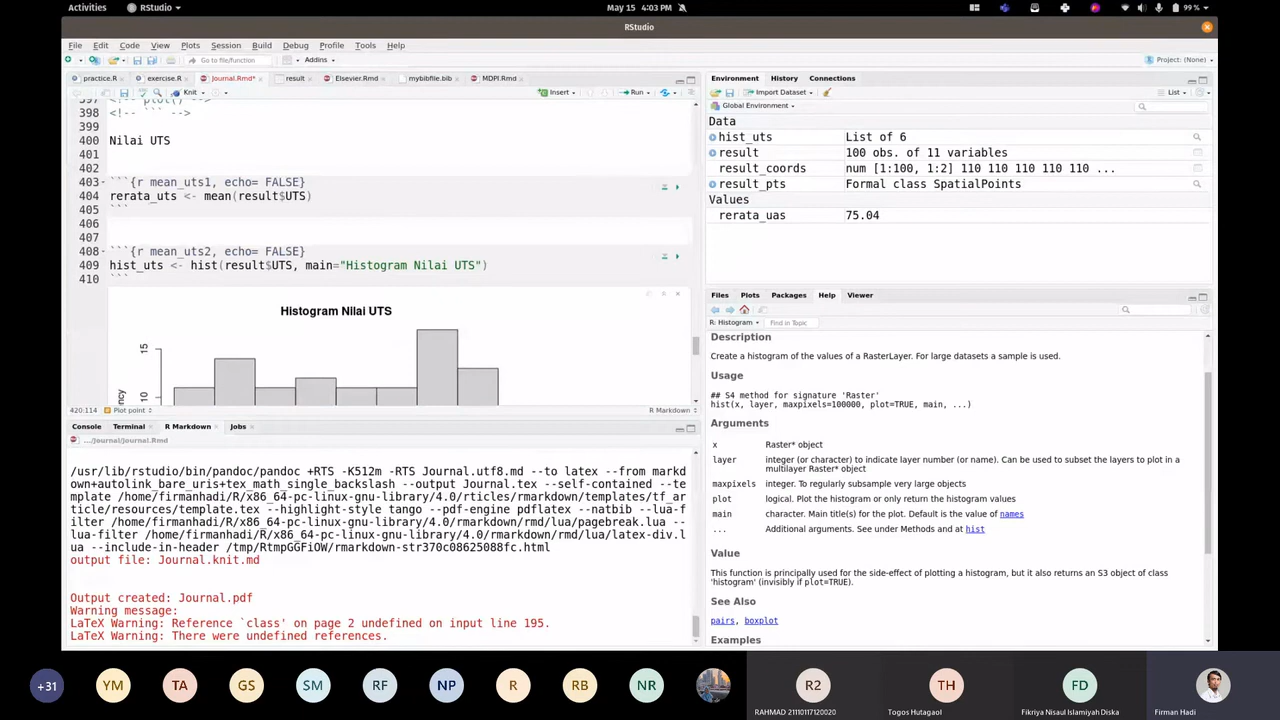 Activities RStudio May 15 4:03 PM 99 %
RStudio
File Edit Code View Plots Session Build Debug Profile Tools Help
Go to file/function Addins Project: (None)
practice.R exercise.R Journal.Rmd* result Elsevier.Rmd mybibfile.bib MDPI.Rmd
Knit Insert Run
397 <!-- plot() -->
398 <!-- ``` -->
399
400 Nilai UTS
401
402
403 ```{r mean_uts1, echo= FALSE}
404 rerata_uts <- mean(result$UTS)
405 ```
406
407
408 ```{r mean_uts2, echo= FALSE}
409 hist_uts <- hist(result$UTS, main="Histogram Nilai UTS")
410 ```
Histogram Nilai UTS
15
10
420:114 Plot point R Markdown
Console Terminal R Markdown Jobs
.../Journal/Journal.Rmd
/usr/lib/rstudio/bin/pandoc/pandoc +RTS -K512m -RTS Journal.utf8.md --to latex --from markd
own+autolink_bare_uris+tex_math_single_backslash --output Journal.tex --self-contained --te
mplate /home/firmanhadi/R/x86_64-pc-linux-gnu-library/4.0/rticles/rmarkdown/templates/tf_ar
ticle/resources/template.tex --highlight-style tango --pdf-engine pdflatex --natbib --lua-f
ilter /home/firmanhadi/R/x86_64-pc-linux-gnu-library/4.0/rmarkdown/rmd/lua/pagebreak.lua --
lua-filter /home/firmanhadi/R/x86_64-pc-linux-gnu-library/4.0/rmarkdown/rmd/lua/latex-div.l
ua --include-in-header /tmp/RtmpGGFiOW/rmarkdown-str370c08625088fc.html
output file: Journal.knit.md
Output created: Journal.pdf
Warning message:
LaTeX Warning: Reference `class' on page 2 undefined on input line 195.
LaTeX Warning: There were undefined references.
Environment History Connections
Import Dataset List
Global Environment
Data
hist_uts List of 6
result 100 obs. of 11 variables
result_coords num [1:100, 1:2] 110 110 110 110 110 ...
result_pts Formal class SpatialPoints
Values
rerata_uas 75.04
Files Plots Packages Help Viewer
R: Histogram Find in Topic
Description
Create a histogram of the values of a RasterLayer. For large datasets a sample is used.
Usage
## S4 method for signature 'Raster'
hist(x, layer, maxpixels=100000, plot=TRUE, main, ...)
Arguments
x Raster* object
layer integer (or character) to indicate layer number (or name). Can be used to subset the layers to plot in a
multilayer Raster* object
maxpixels integer. To regularly subsample very large objects
plot logical. Plot the histogram or only return the histogram values
main character. Main title(s) for the plot. Default is the value of names
... Additional arguments. See under Methods and at hist
Value
This function is principally used for the side-effect of plotting a histogram, but it also returns an S3 object of class
'histogram' (invisibly if plot=TRUE).
See Also
pairs, boxplot
Examples
+31 YM TA GS SM RF NP R RB NR R2 TH FD
RAHMAD 21110117120020 Togos Hutagaol Fikriya Nisaul Islamiyah Diska Firman Hadi